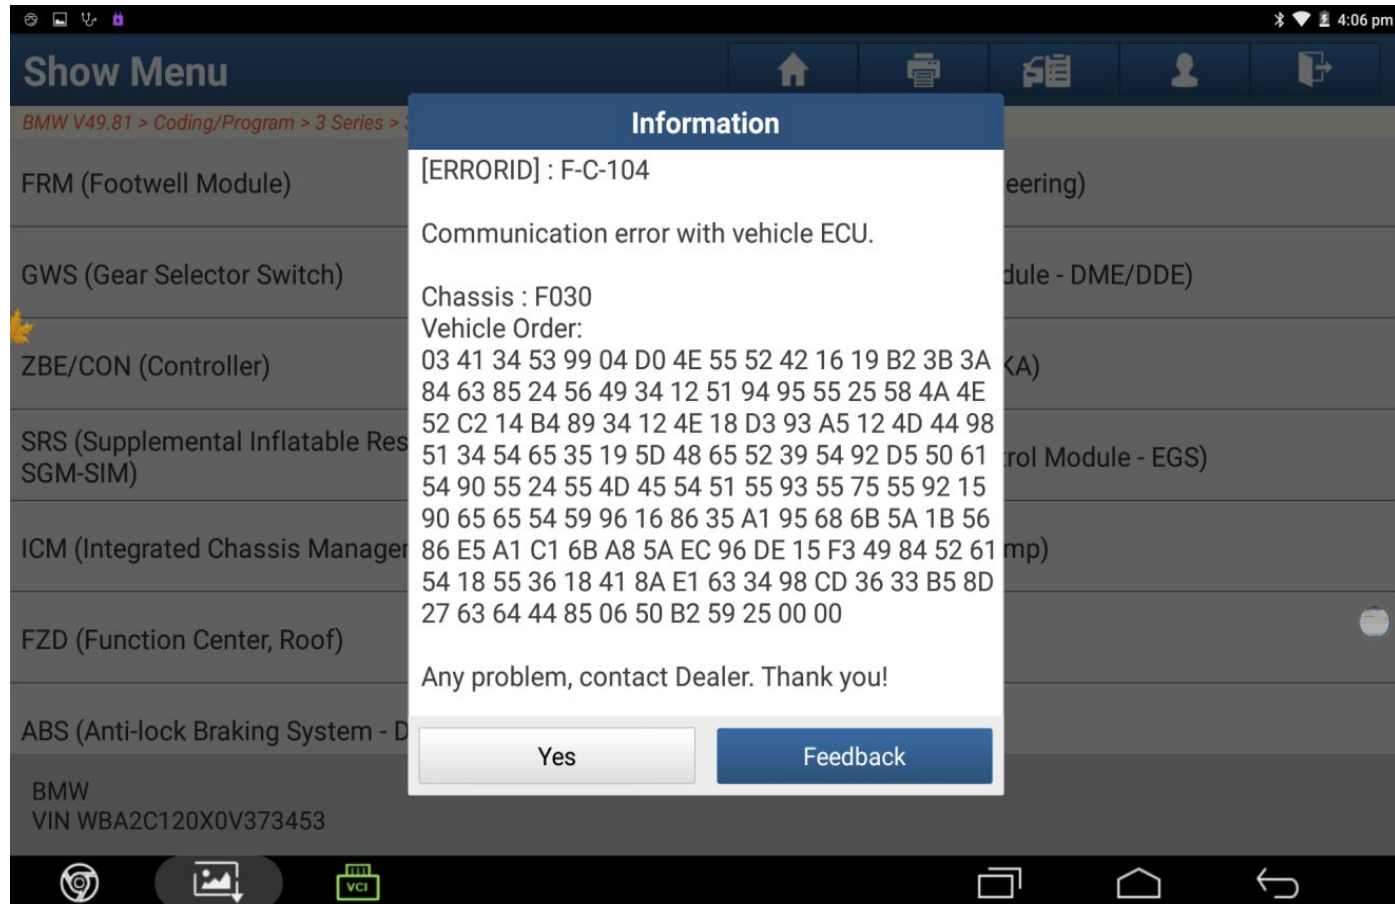 4:06 pm
Show Menu
BMW V49.81 > Coding/Program > 3 Series > 3
Information
[ERRORID] : F-C-104
Communication error with vehicle ECU.
Chassis : F030
Vehicle Order:
03 41 34 53 99 04 D0 4E 55 52 42 16 19 B2 3B 3A
84 63 85 24 56 49 34 12 51 94 95 55 25 58 4A 4E
52 C2 14 B4 89 34 12 4E 18 D3 93 A5 12 4D 44 98
51 34 54 65 35 19 5D 48 65 52 39 54 92 D5 50 61
54 90 55 24 55 4D 45 54 51 55 93 55 75 55 92 15
90 65 65 54 59 96 16 86 35 A1 95 68 6B 5A 1B 56
86 E5 A1 C1 6B A8 5A EC 96 DE 15 F3 49 84 52 61
54 18 55 36 18 41 8A E1 63 34 98 CD 36 33 B5 8D
27 63 64 44 85 06 50 B2 59 25 00 00
Any problem, contact Dealer. Thank you!
Yes
Feedback
FRM (Footwell Module)
eering)
GWS (Gear Selector Switch)
dule - DME/DDE)
ZBE/CON (Controller)
KA)
SRS (Supplemental Inflatable Res
SGM-SIM)
rol Module - EGS)
ICM (Integrated Chassis Manager
mp)
FZD (Function Center, Roof)
ABS (Anti-lock Braking System - D
BMW
VIN WBA2C120X0V373453
VCI